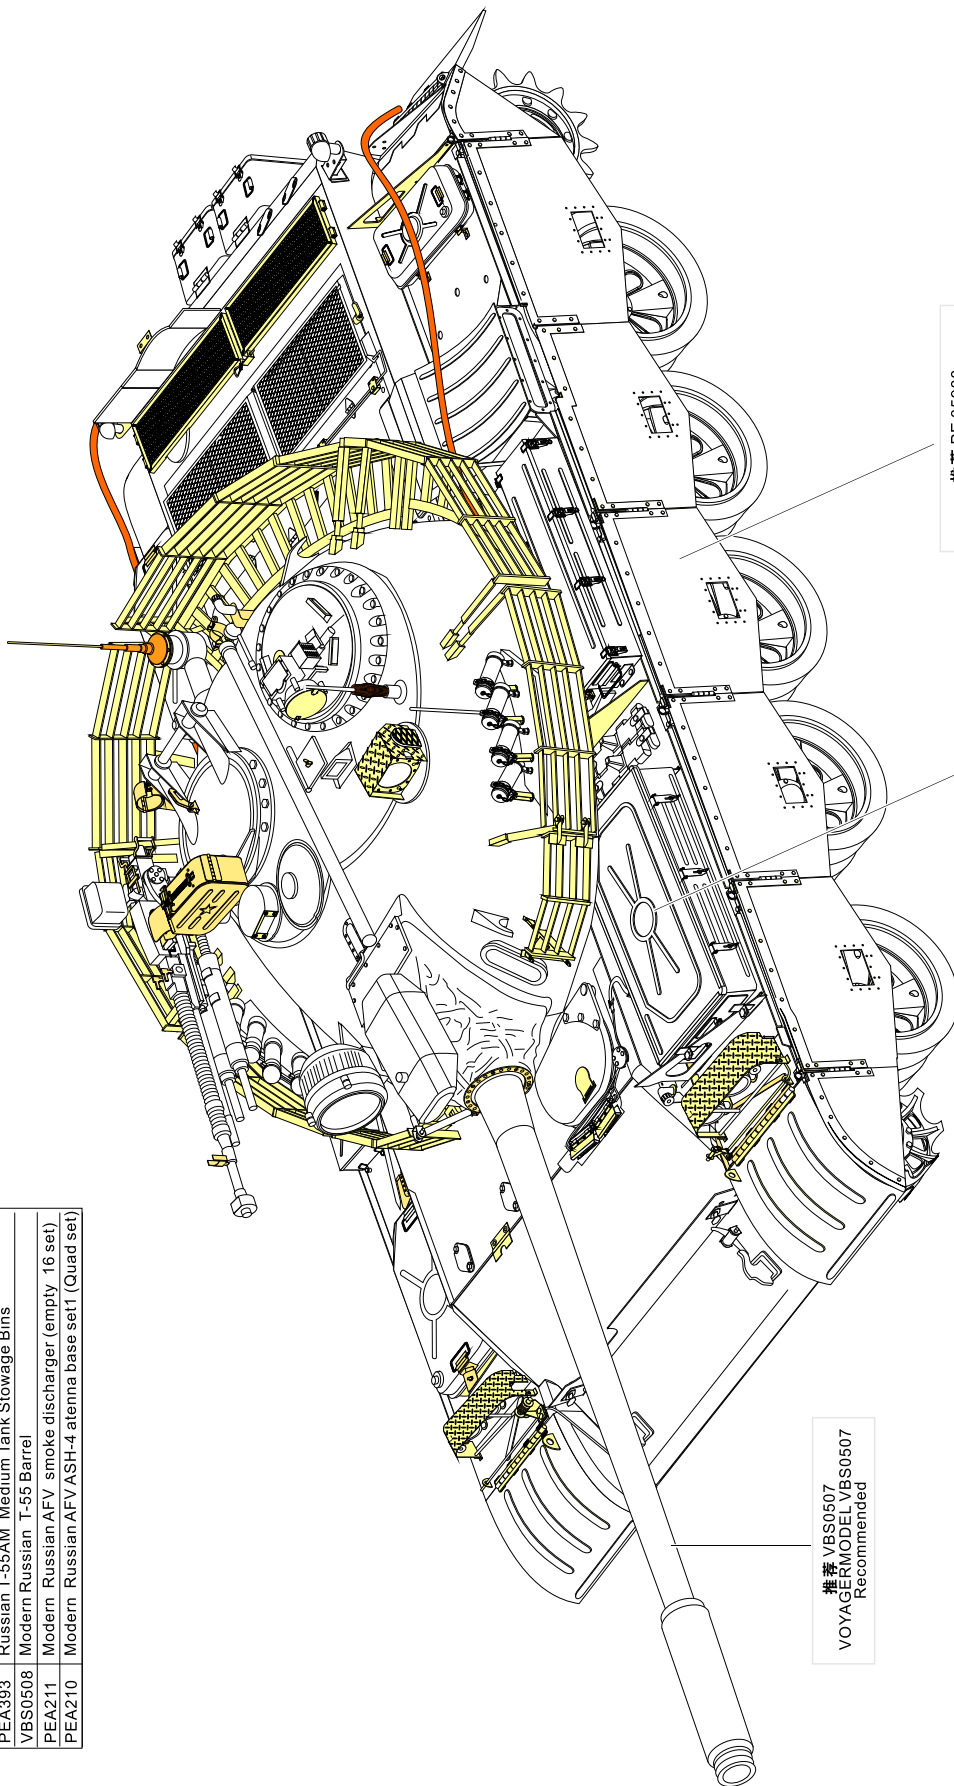 PEA393 Russian T-55AM Medium Tank Stowage Bins
VBS0508 Modern Russian T-55 Barrel
PEA211 Modern Russian AFV smoke discharger (empty 16 set)
PEA210 Modern Russian AFV ASH-4 atenna base set1 (Quad set)
推荐 VBS0507
VOYAGERMODEL VBS0507
Recommended